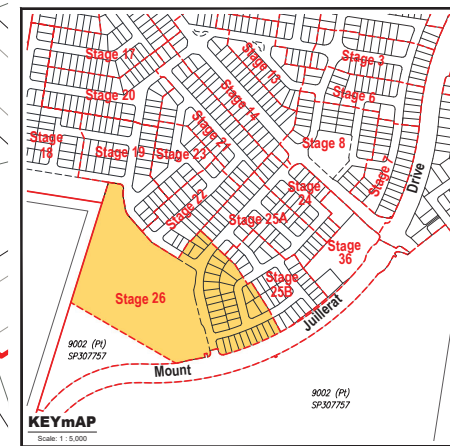 Stage 17
Stage 13
Stage 3
Stage 20
Stage 14
Stage 6
Stage
18
Stage 19
Stage 23
Stage 21
Stage 8
Stage 7
Stage 22
Stage
24
Stage 25A
Drive
Stage
36
Stage
25B
Stage 26
Juillerat
Mount
9002 (Pt)
SP307757
9002 (Pt)
SP307757
KEYmAP
Scale: 1 : 5,000